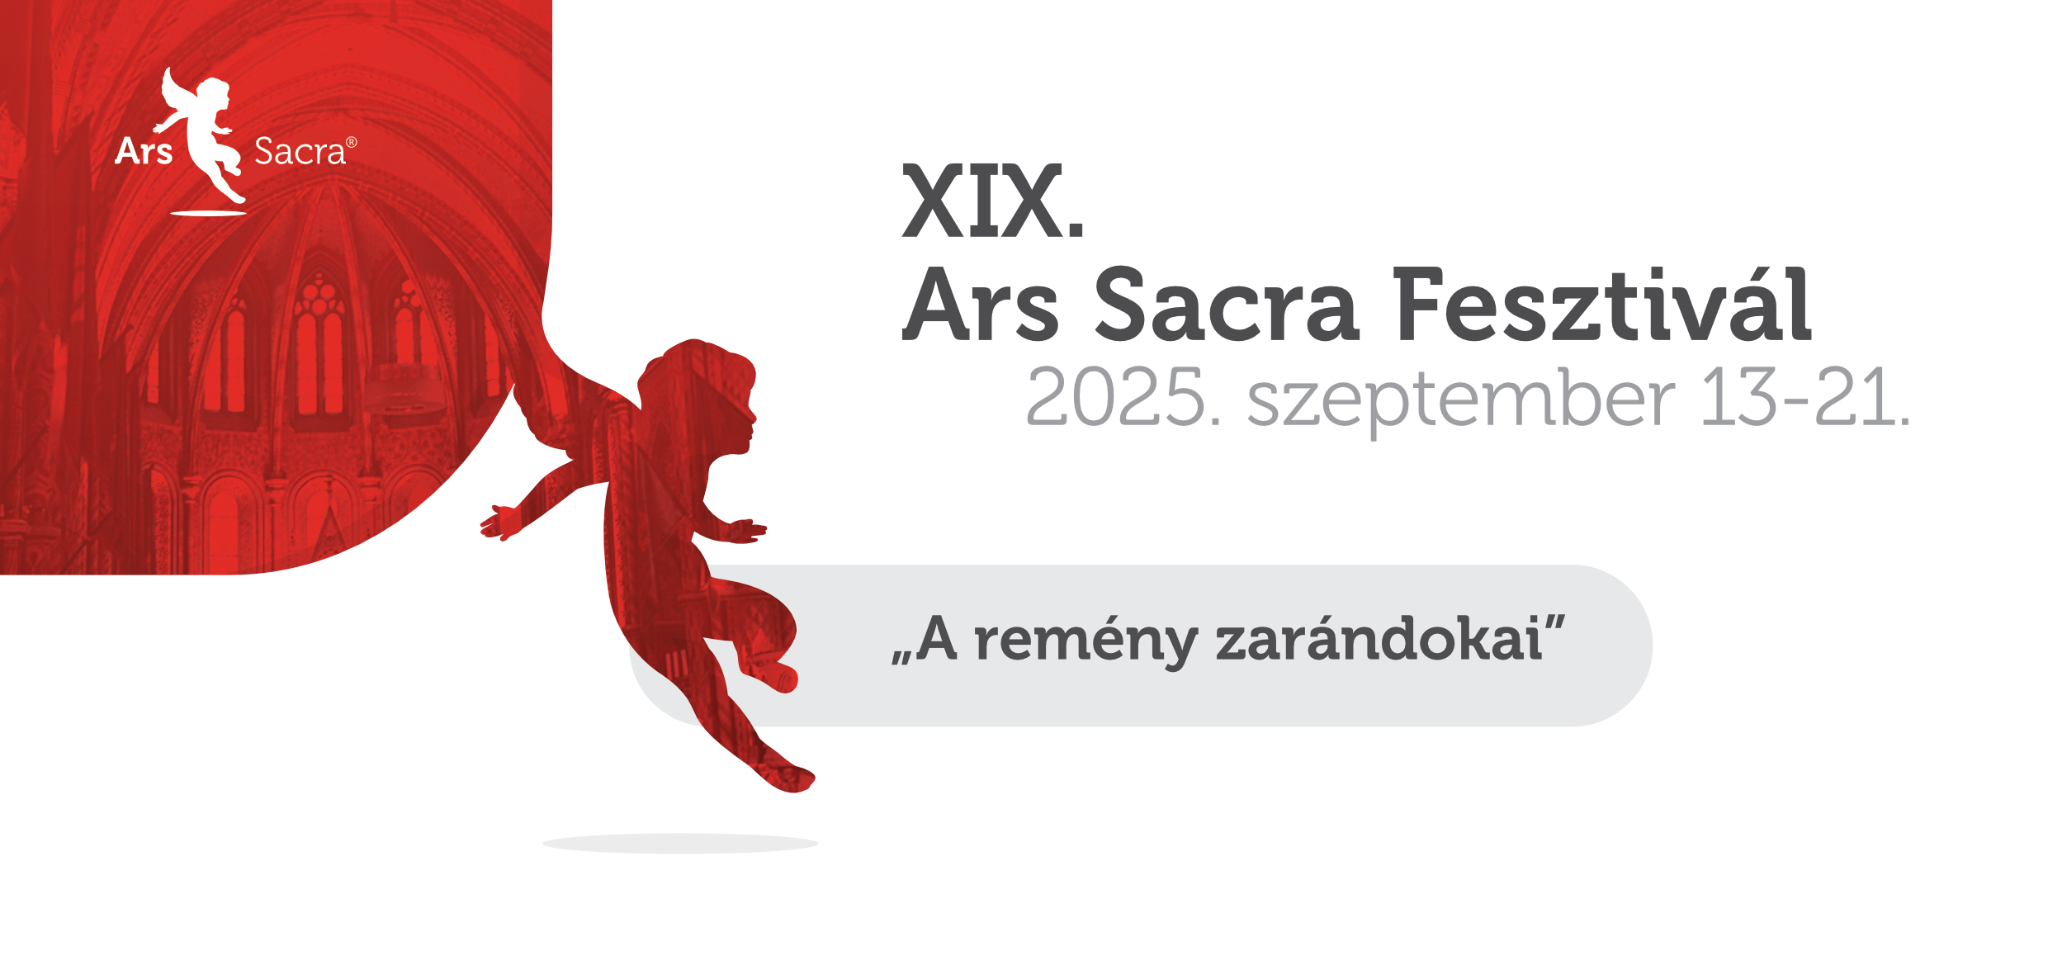 Ars Sacra®
XIX.
Ars Sacra Fesztivál
2025. szeptember 13-21.
„A remény zarándokai”